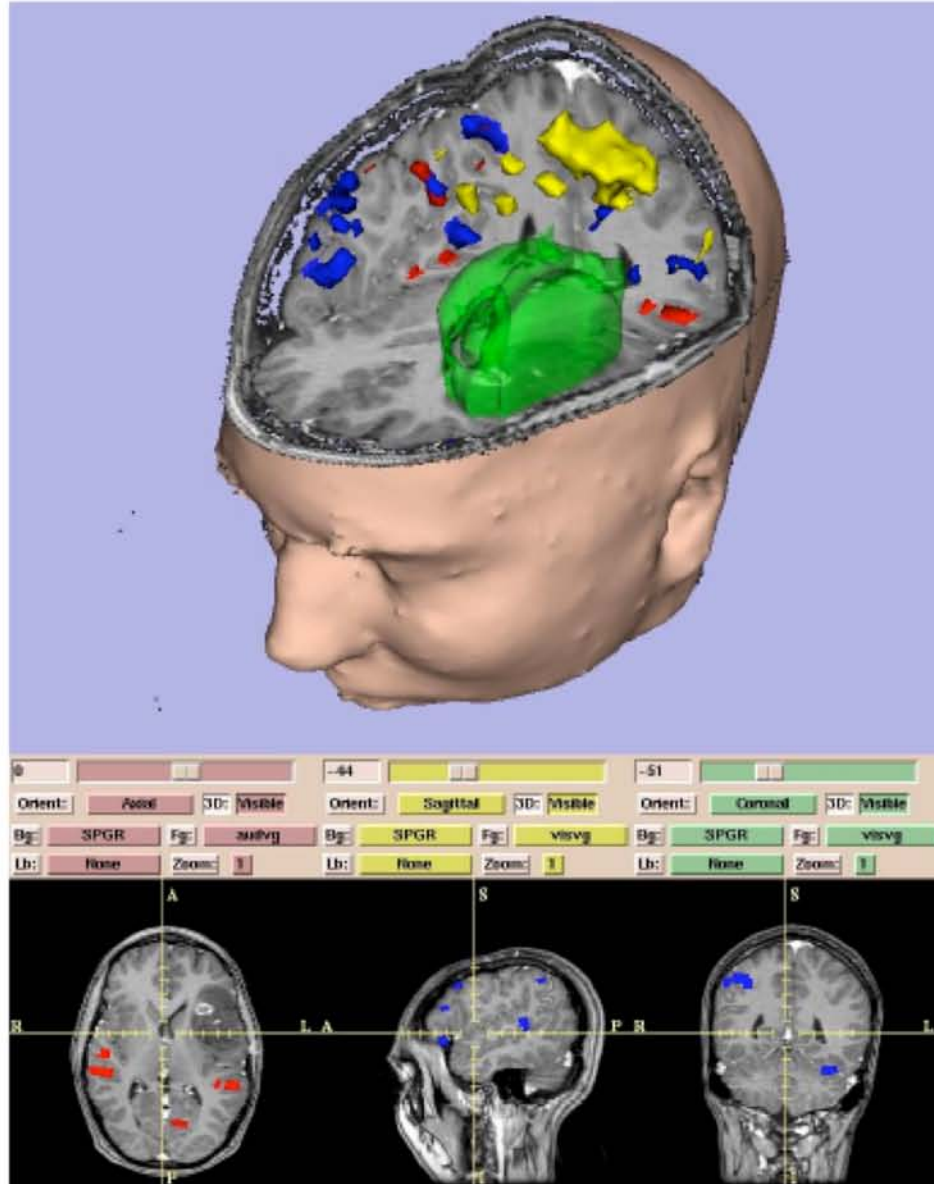 0 -44 -51
Orient: Axial 3D: Visible Orient: Sagittal 3D: Visible Orient: Coronal 3D: Visible
Bg: SPGR Fg: audvg Bg: SPGR Fg: visvg Bg: SPGR Fg: visvg
Lb: None Zoom: 1 Lb: None Zoom: 1 Lb: None Zoom: 1
A S S
R L A P R L
P I I